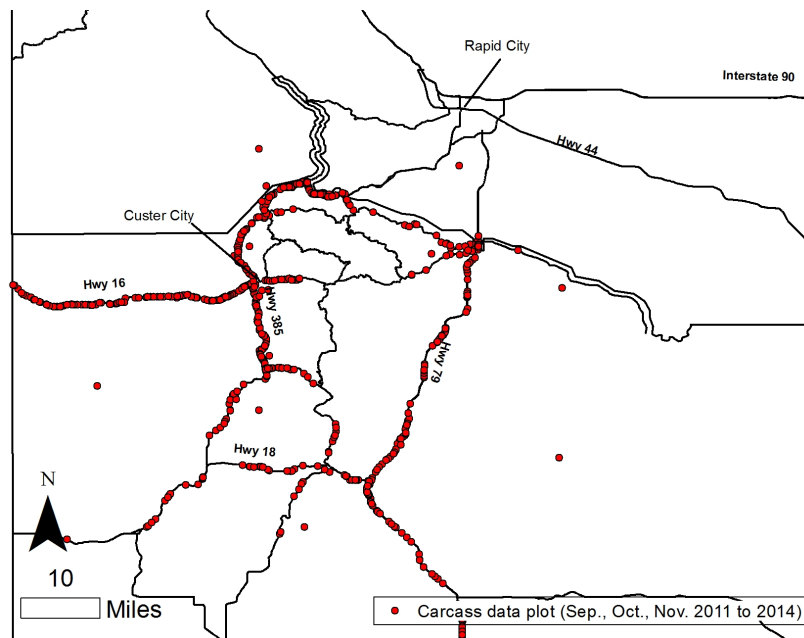 Rapid City
Interstate 90
Hwy 44
Custer City
Hwy 16
Hwy 385
Hwy 79
Hwy 18
N
10
Miles
Carcass data plot (Sep., Oct., Nov. 2011 to 2014)